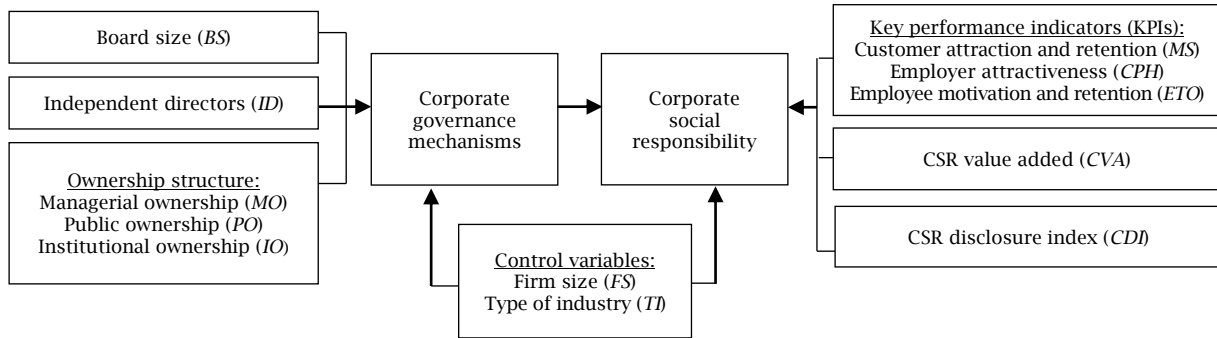 Board size (BS)
Independent directors (ID)
Ownership structure:
Managerial ownership (MO)
Public ownership (PO)
Institutional ownership (IO)
Corporate
governance
mechanisms
Corporate
social
responsibility
Control variables:
Firm size (FS)
Type of industry (TI)
Key performance indicators (KPIs):
Customer attraction and retention (MS)
Employer attractiveness (CPH)
Employee motivation and retention (ETO)
CSR value added (CVA)
CSR disclosure index (CDI)